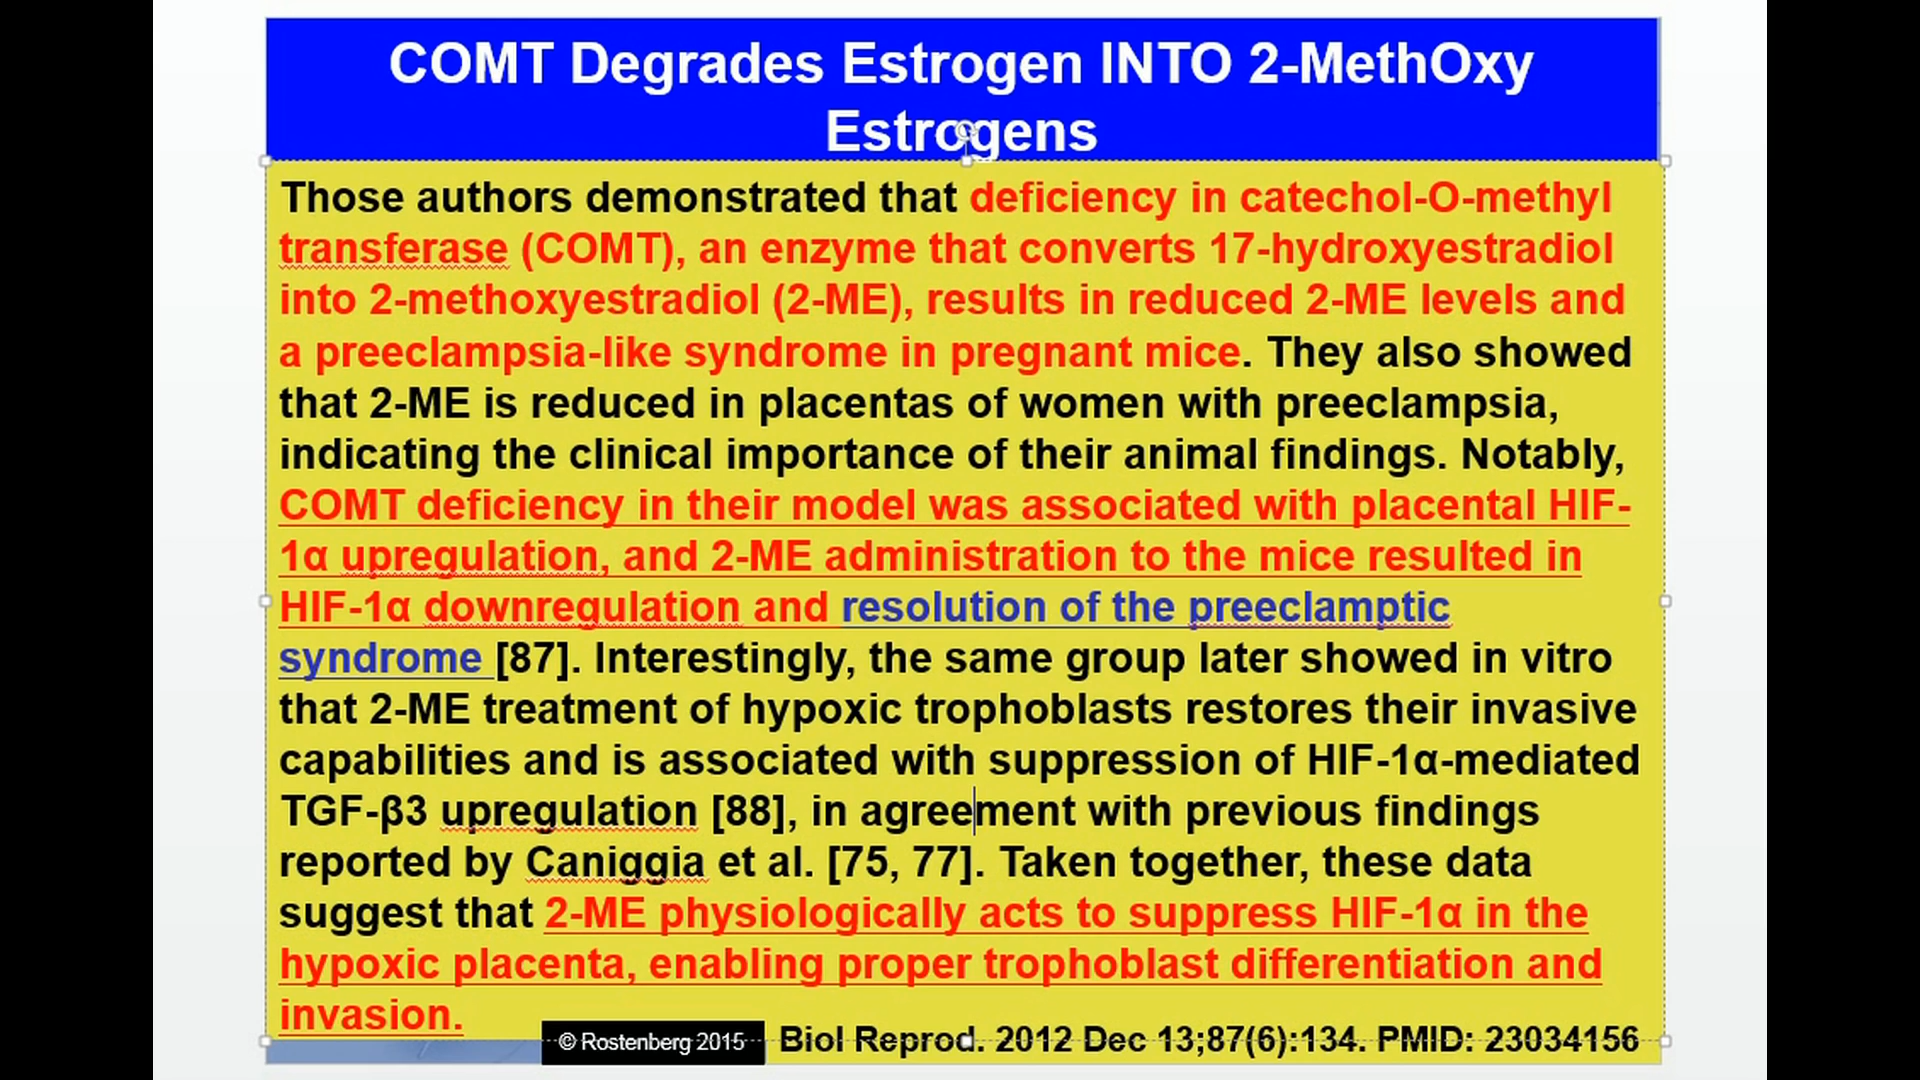 COMT Degrades Estrogen INTO 2-MethOxy
Estrogens
Those authors demonstrated that deficiency in catechol-O-methyl
transferase (COMT), an enzyme that converts 17-hydroxyestradiol
into 2-methoxyestradiol (2-ME), results in reduced 2-ME levels and
a preeclampsia-like syndrome in pregnant mice. They also showed
that 2-ME is reduced in placentas of women with preeclampsia,
indicating the clinical importance of their animal findings. Notably,
COMT deficiency in their model was associated with placental HIF-
1α upregulation, and 2-ME administration to the mice resulted in
HIF-1α downregulation and resolution of the preeclamptic
syndrome [87]. Interestingly, the same group later showed in vitro
that 2-ME treatment of hypoxic trophoblasts restores their invasive
capabilities and is associated with suppression of HIF-1α-mediated
TGF-β3 upregulation [88], in agreement with previous findings
reported by Caniggia et al. [75, 77]. Taken together, these data
suggest that 2-ME physiologically acts to suppress HIF-1α in the
hypoxic placenta, enabling proper trophoblast differentiation and
invasion.
© Rostenberg 2015
Biol Reprod. 2012 Dec 13;87(6):134. PMID: 23034156